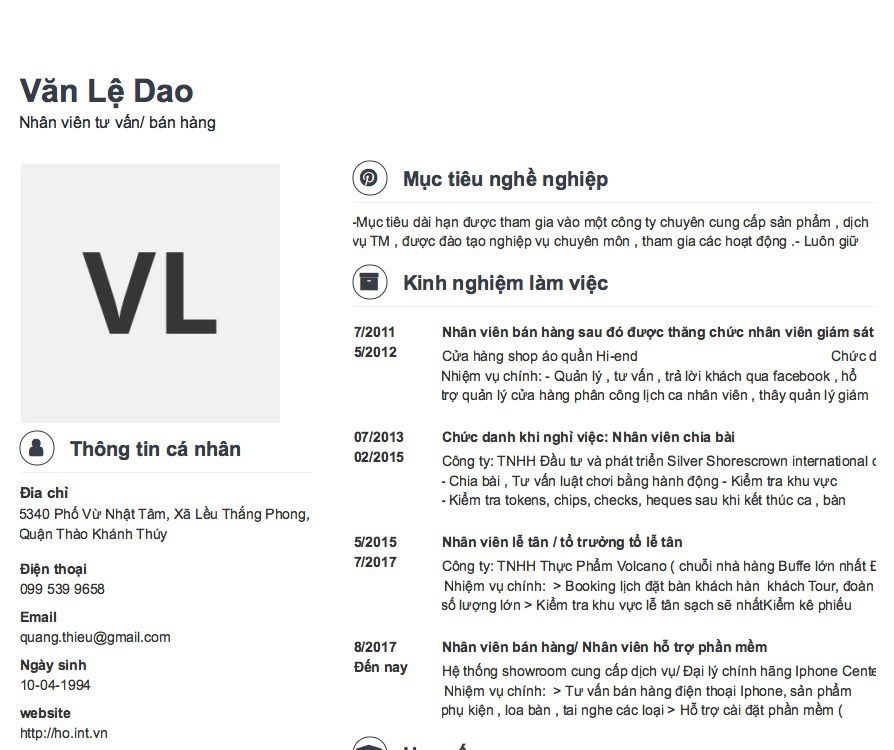 Văn Lệ Dao
Nhân viên tư vấn/ bán hàng
VL
Thông tin cá nhân
Đia chỉ
5340 Phố Vừ Nhật Tâm, Xã Lều Thắng Phong,
Quận Thào Khánh Thúy
Điện thoại
099 539 9658
Email
quang.thieu@gmail.com
Ngày sinh
10-04-1994
website
http://ho.int.vn
Mục tiêu nghề nghiệp
-Mục tiêu dài hạn được tham gia vào một công ty chuyên cung cấp sản phẩm , dịch
vụ TM , được đào tạo nghiệp vụ chuyên môn , tham gia các hoạt động .- Luôn giữ
Kinh nghiệm làm việc
7/2011 Nhân viên bán hàng sau đó được thăng chức nhân viên giám sát
5/2012 Cửa hàng shop áo quần Hi-end Chức d
Nhiệm vụ chính: - Quản lý , tư vấn , trả lời khách qua facebook , hổ
trợ quản lý cửa hàng phân công lịch ca nhân viên , thây quản lý giám
07/2013 Chức danh khi nghỉ việc: Nhân viên chia bài
02/2015 Công ty: TNHH Đầu tư và phát triển Silver Shorescrown international c
- Chia bài , Tư vấn luật chơi bằng hành động - Kiểm tra khu vực
- Kiểm tra tokens, chips, checks, heques sau khi kết thúc ca , bàn
5/2015 Nhân viên lễ tân / tổ trưởng tổ lễ tân
7/2017 Công ty: TNHH Thực Phẩm Volcano ( chuỗi nhà hàng Buffe lớn nhất Đ
Nhiệm vụ chính: > Booking lịch đặt bàn khách hàn khách Tour, đoàn
số lượng lớn > Kiểm tra khu vực lễ tân sạch sẽ nhấtKiểm kê phiếu
8/2017 Nhân viên bán hàng/ Nhân viên hỗ trợ phần mềm
Đến nay Hệ thống showroom cung cấp dịch vụ/ Đại lý chính hãng Iphone Cente
Nhiệm vụ chính: > Tư vấn bán hàng điện thoại Iphone, sản phẩm
phụ kiện , loa bàn , tai nghe các loại > Hỗ trợ cài đặt phần mềm (